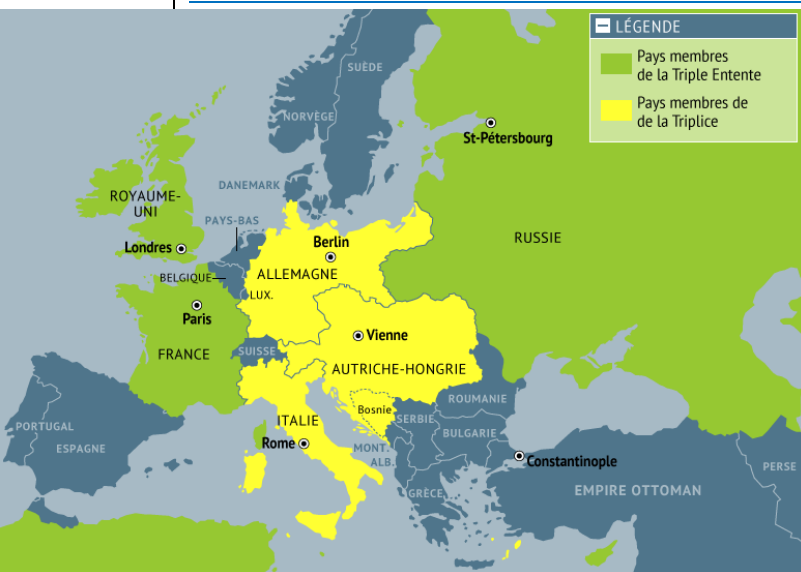 LÉGENDE
Pays membres
de la Triple Entente
Pays membres de
de la Triplice
SUÈDE
NORVÈGE
St-Pétersbourg
DANEMARK
ROYAUME-
UNI
PAYS-BAS
Londres
Berlin
RUSSIE
BELGIQUE
ALLEMAGNE
LUX.
Paris
Vienne
FRANCE
SUISSE
AUTRICHE-HONGRIE
ROUMANIE
Bosnie
SERBIE
ITALIE
PORTUGAL
BULGARIE
Rome
ESPAGNE
MONT.
ALB.
Constantinople
PERSE
EMPIRE OTTOMAN
GRÈCE